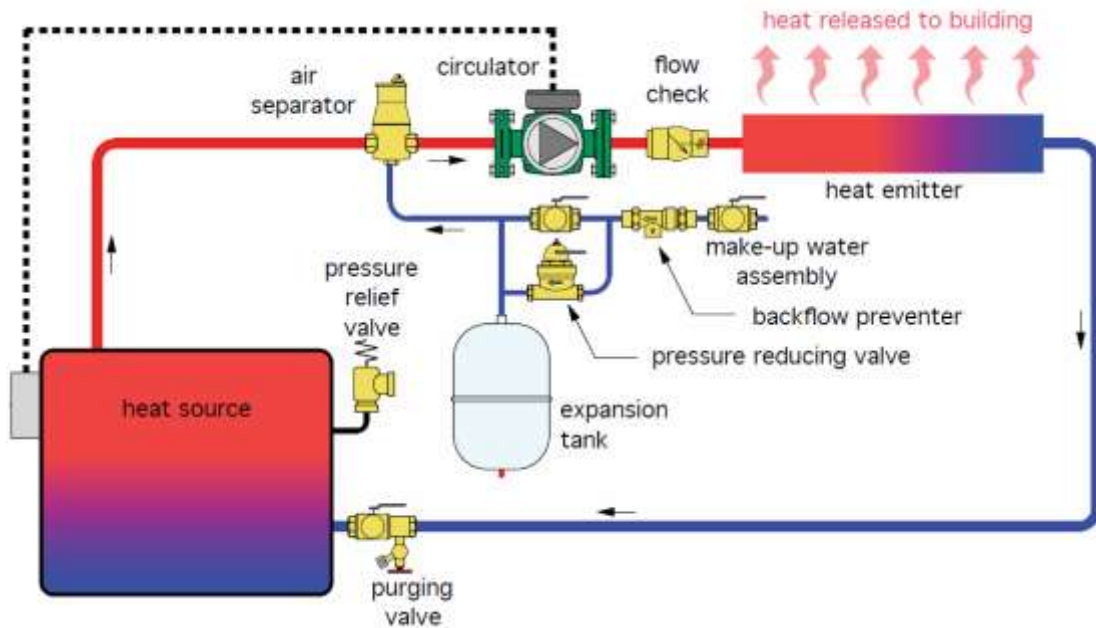 heat released to building
air
separator
circulator
flow
check
heat emitter
make-up water
assembly
pressure
relief
valve
backflow preventer
pressure reducing valve
heat source
expansion
tank
purging
valve